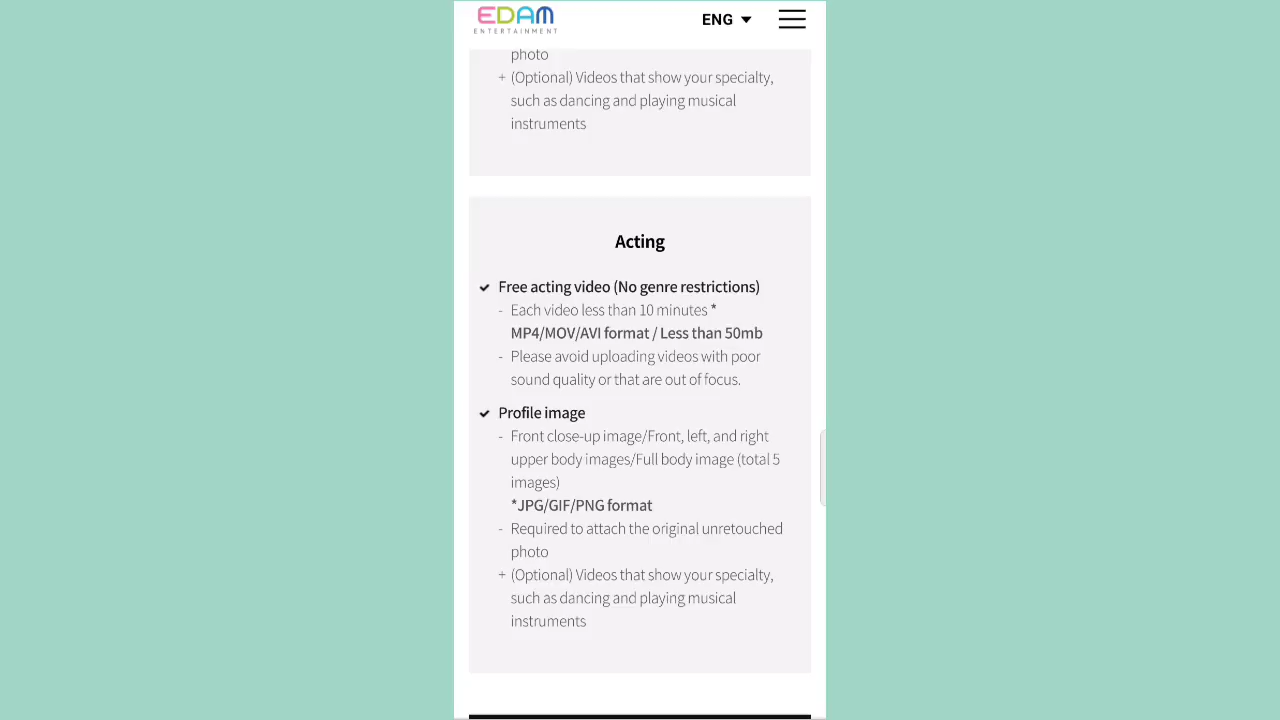 EDAM
ENTERTAINMENT
ENG
photo
+ (Optional) Videos that show your specialty,
such as dancing and playing musical
instruments
Acting
Free acting video (No genre restrictions)
- Each video less than 10 minutes *
MP4/MOV/AVI format / Less than 50mb
- Please avoid uploading videos with poor
sound quality or that are out of focus.
Profile image
- Front close-up image/Front, left, and right
upper body images/Full body image (total 5
images)
*JPG/GIF/PNG format
- Required to attach the original unretouched
photo
+ (Optional) Videos that show your specialty,
such as dancing and playing musical
instruments